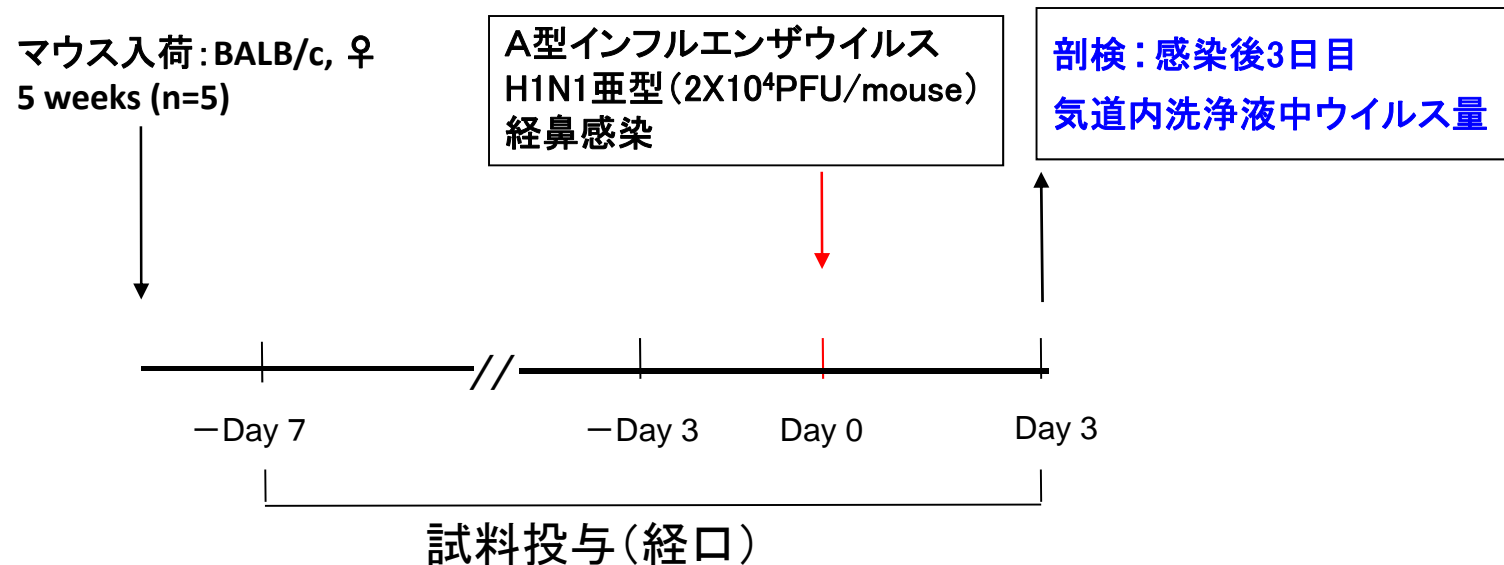 マウス入荷：BALB/c, ♀
5 weeks (n=5)
A型インフルエンザウイルス
H1N1亜型（2X10⁴PFU/mouse）
経鼻感染
剖検：感染後3日目
気道内洗浄液中ウイルス量
－Day 7
－Day 3
Day 0
Day 3
試料投与（経口）